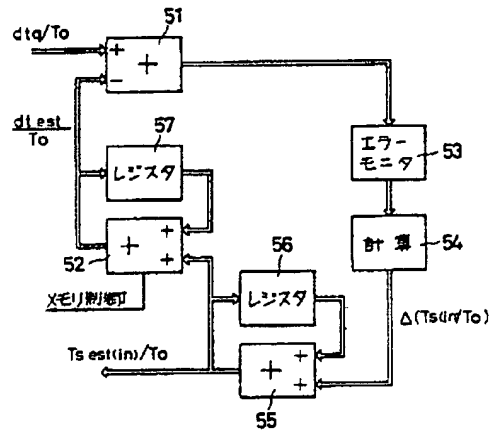 51
dtq/To
+
−
+
dt est
To
57
レジスタ
エラー
モニタ
53
+
+
+
52
56
計算
54
メモリ制御
レジスタ
Δ(Ts(in)/To)
Ts est(in)/To
+
+
+
55